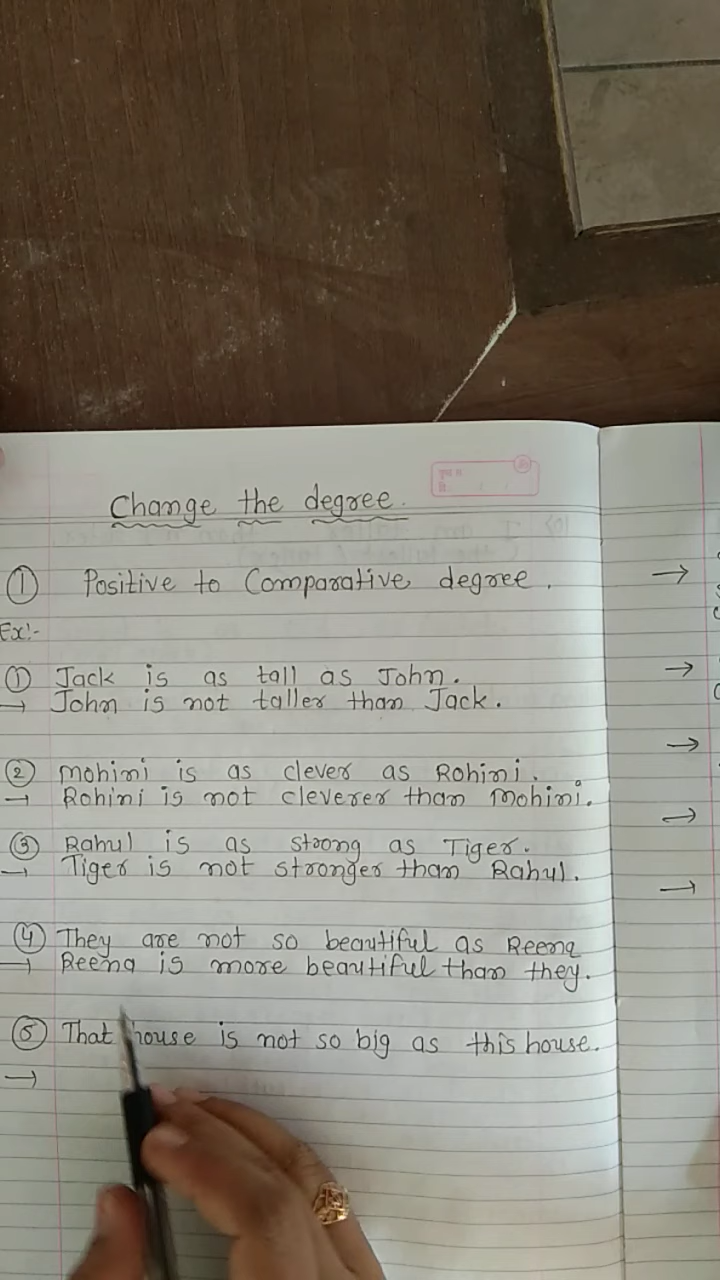 Change the degree.
① Positive to Comparative degree.
Ex:-
① Jack is as tall as John.
→ John is not taller than Jack.
② Mohini is as clever as Rohini.
→ Rohini is not cleverer than Mohini.
③ Rahul is as strong as Tiger.
→ Tiger is not stronger than Rahul.
④ They are not so beautiful as Reena
→ Reena is more beautiful than they.
⑤ That house is not so big as this house.
→